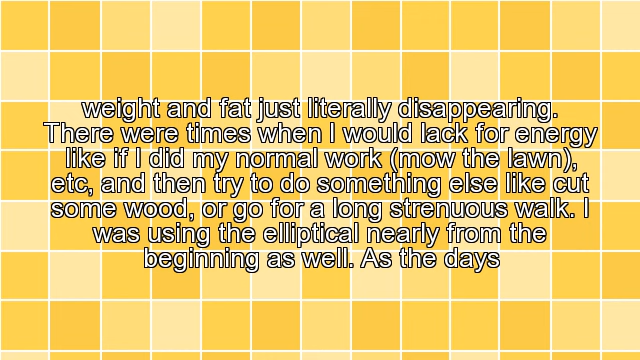 weight and fat just literally disappearing.
There were times when I would lack for energy
like if I did my normal work (mow the lawn),
etc, and then try to do something else like cut
some wood, or go for a long strenuous walk. I
was using the elliptical nearly from the
beginning as well. As the days